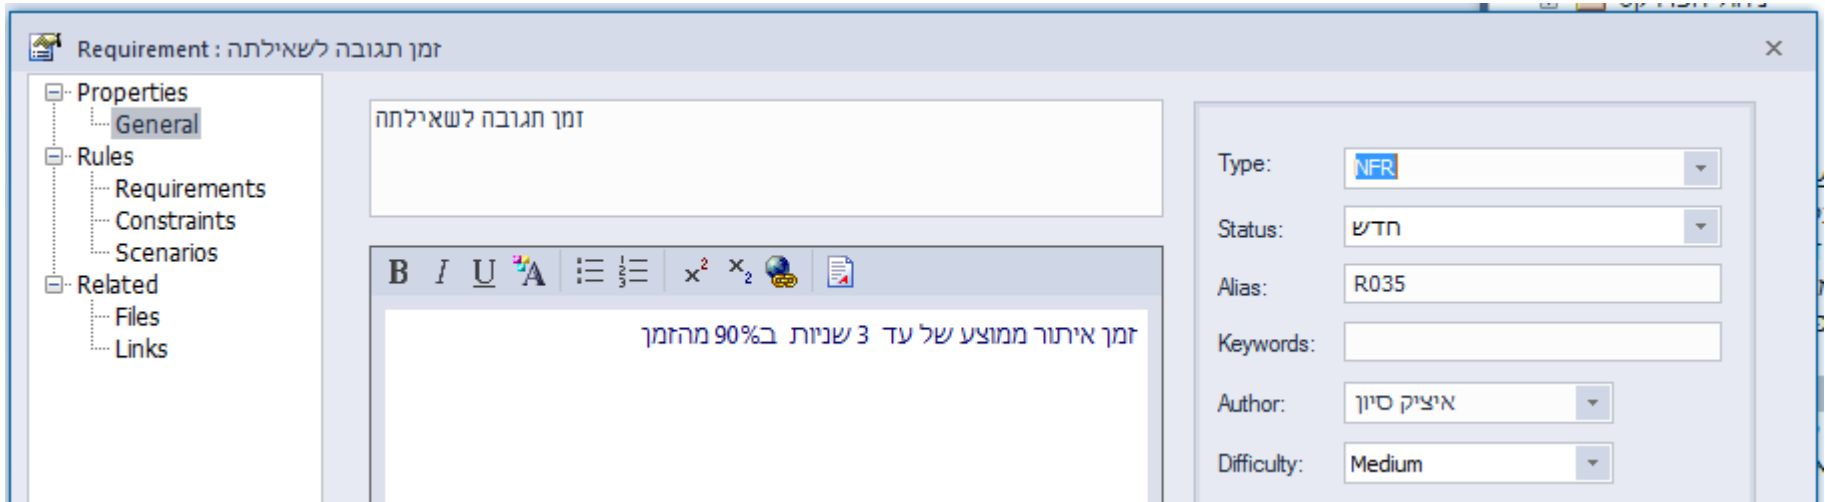 Requirement : זמן תגובה לשאילתה
Properties
General
Rules
Requirements
Constraints
Scenarios
Related
Files
Links
זמן תגובה לשאילתה
B I U A x² x₂
זמן איתור ממוצע של עד 3 שניות ב90% מהזמן
Type: NFR
Status: חדש
Alias: R035
Keywords:
Author: איציק סיון
Difficulty: Medium